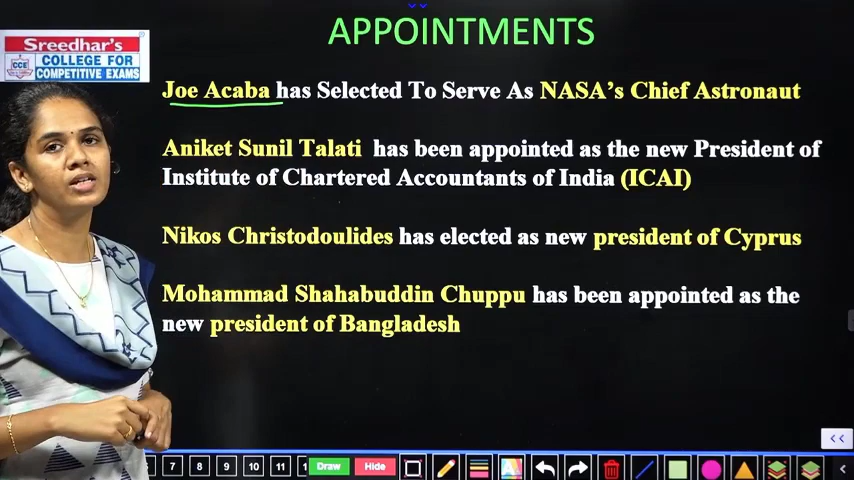 APPOINTMENTS
Sreedhar's
CCE
COLLEGE FOR
COMPETITIVE EXAMS
Joe Acaba has Selected To Serve As NASA's Chief Astronaut
Aniket Sunil Talati has been appointed as the new President of
Institute of Chartered Accountants of India (ICAI)
Nikos Christodoulides has elected as new president of Cyprus
Mohammad Shahabuddin Chuppu has been appointed as the
new president of Bangladesh
7 8 9 10 11 Draw Hide